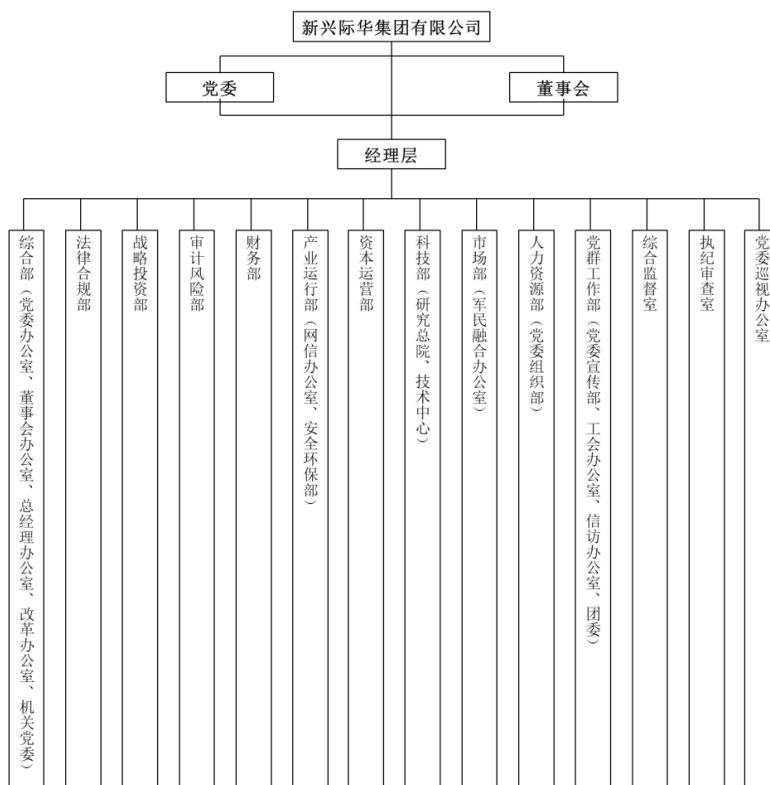 新兴际华集团有限公司
党委
董事会
经理层
综合部（党委办公室、董事会办公室、总经理办公室、改革办公室、机关党委）
法律合规部
战略投资部
审计风险部
财务部
产业运行部（网信办公室、安全环保部）
资本运营部
科技部（研究总院、技术中心）
市场部（军民融合办公室）
人力资源部（党委组织部）
党群工作部（党委宣传部、工会办公室、信访办公室、团委）
综合监督室
执纪审查室
党委巡视办公室